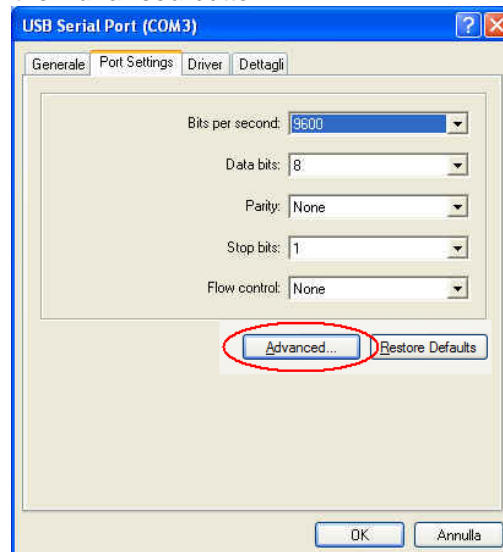 USB Serial Port (COM3)
Generale Port Settings Driver Dettagli
Bits per second: 9600
Data bits: 8
Parity: None
Stop bits: 1
Flow control: None
Advanced... Restore Defaults
OK Annulla